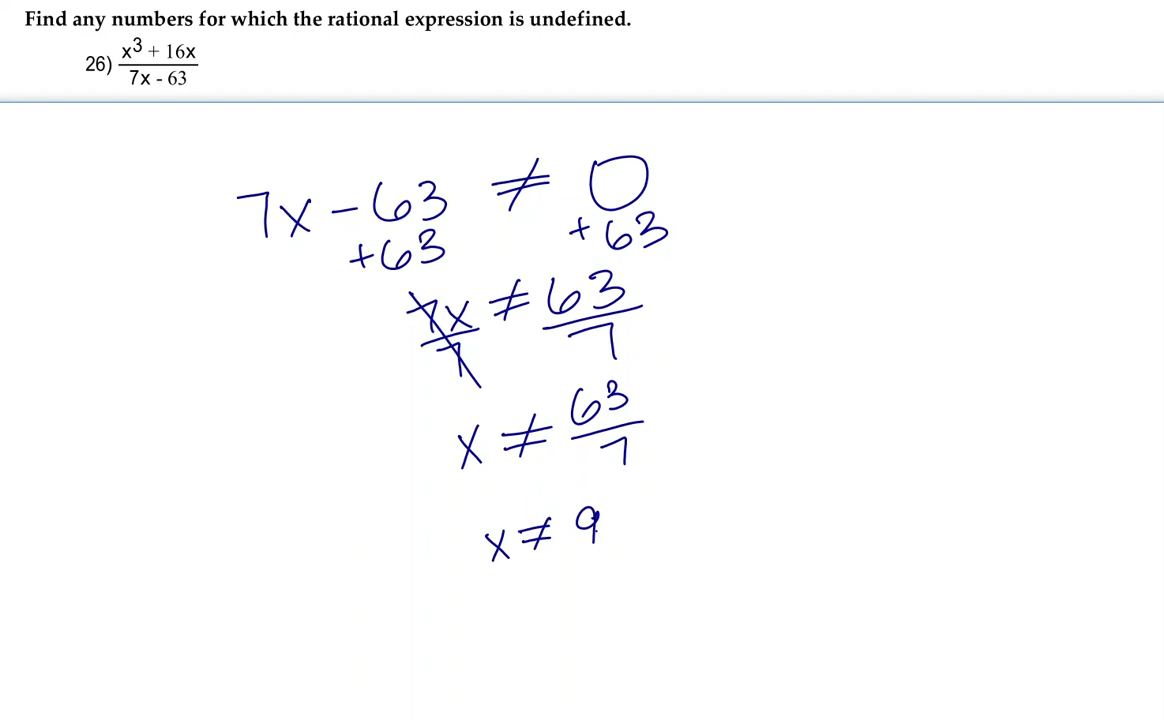 Find any numbers for which the rational expression is undefined.
26) x³ + 16x
7x - 63
7x - 63 ≠ 0
+63 +63
7x ≠ 63
7 7
x ≠ 63
7
x ≠ 9